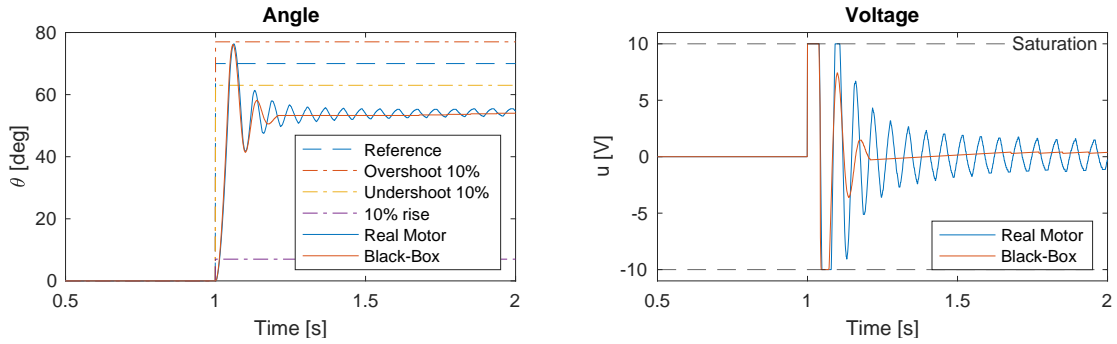 Angle
80
60
40
20
0
θ [deg]
Reference
Overshoot 10%
Undershoot 10%
10% rise
Real Motor
Black-Box
0.5 1 1.5 2
Time [s]
Voltage
10
5
0
-5
-10
u [V]
Saturation
Real Motor
Black-Box
0.5 1 1.5 2
Time [s]